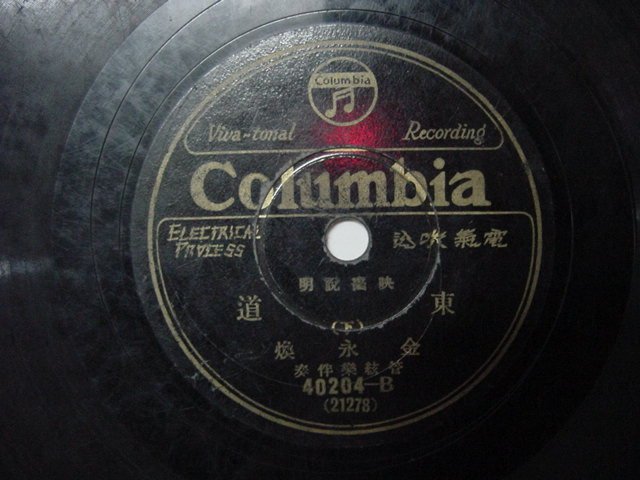 Columbia
Viva-tonal Recording
Columbia
ELECTRICAL PROCESS
電氣吹込
映畵說明
東道
(下)
金永煥
管絃樂伴奏
40204-B
(21278)